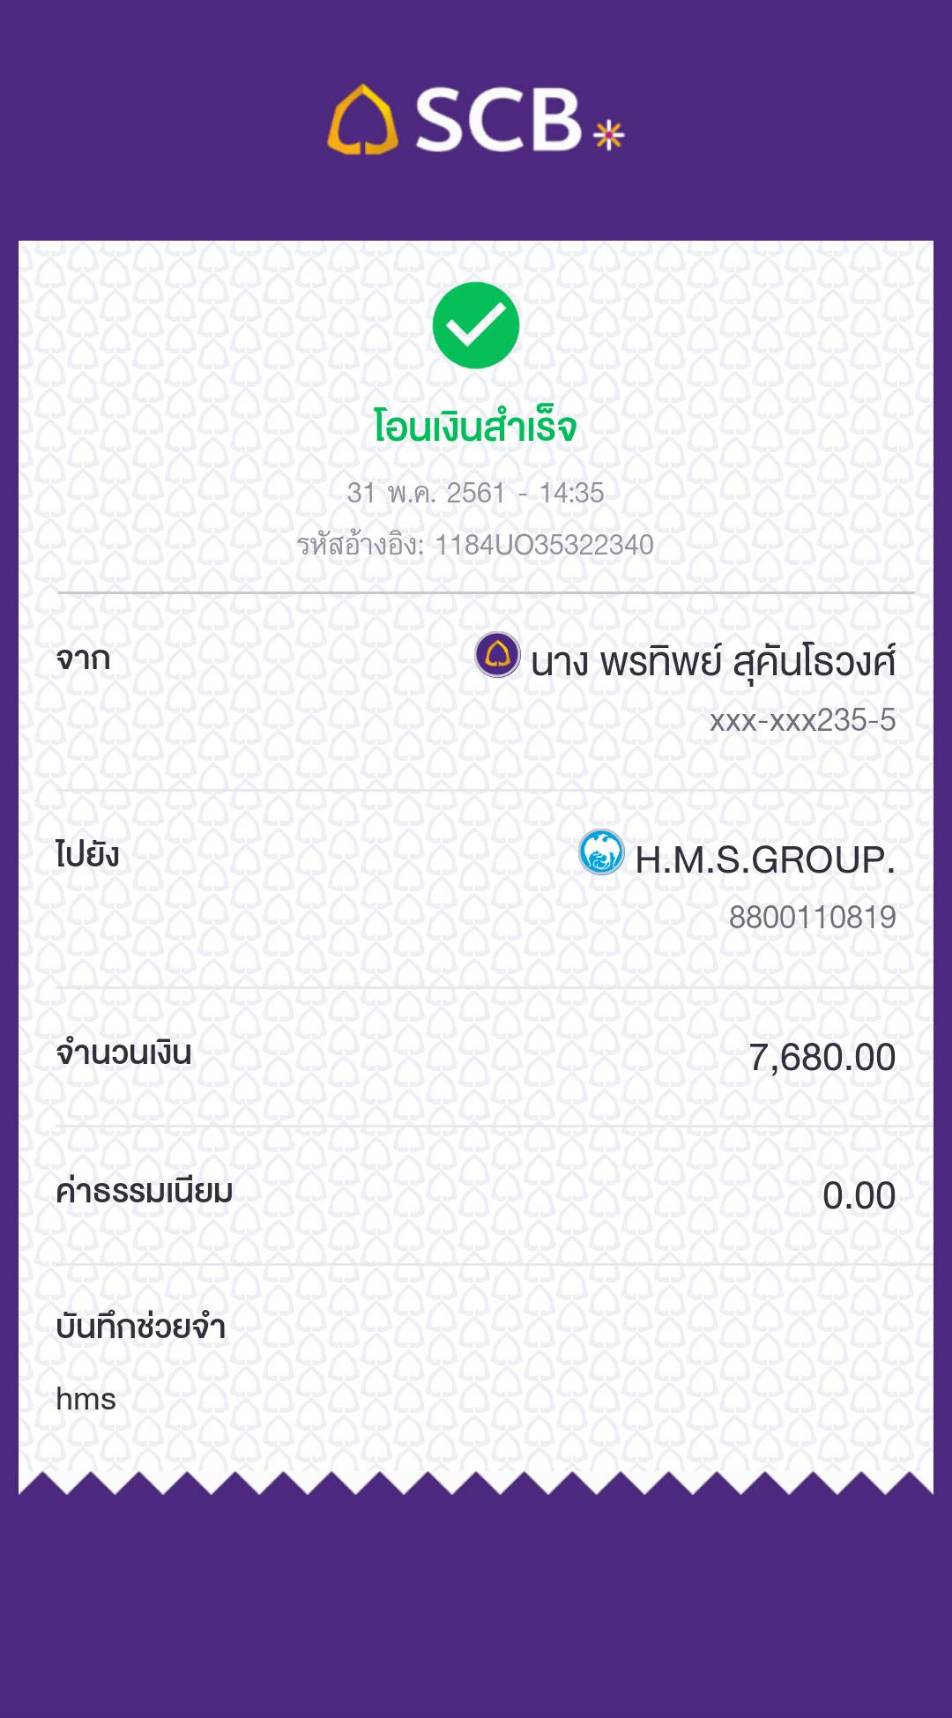 SCB
โอนเงินสำเร็จ
31 พ.ค. 2561 - 14:35
รหัสอ้างอิง: 1184UO35322340
จาก นาง พรทิพย์ สุคันโธวงศ์
xxx-xxx235-5
ไปยัง H.M.S.GROUP.
8800110819
จำนวนเงิน 7,680.00
ค่าธรรมเนียม 0.00
บันทึกช่วยจำ
hms